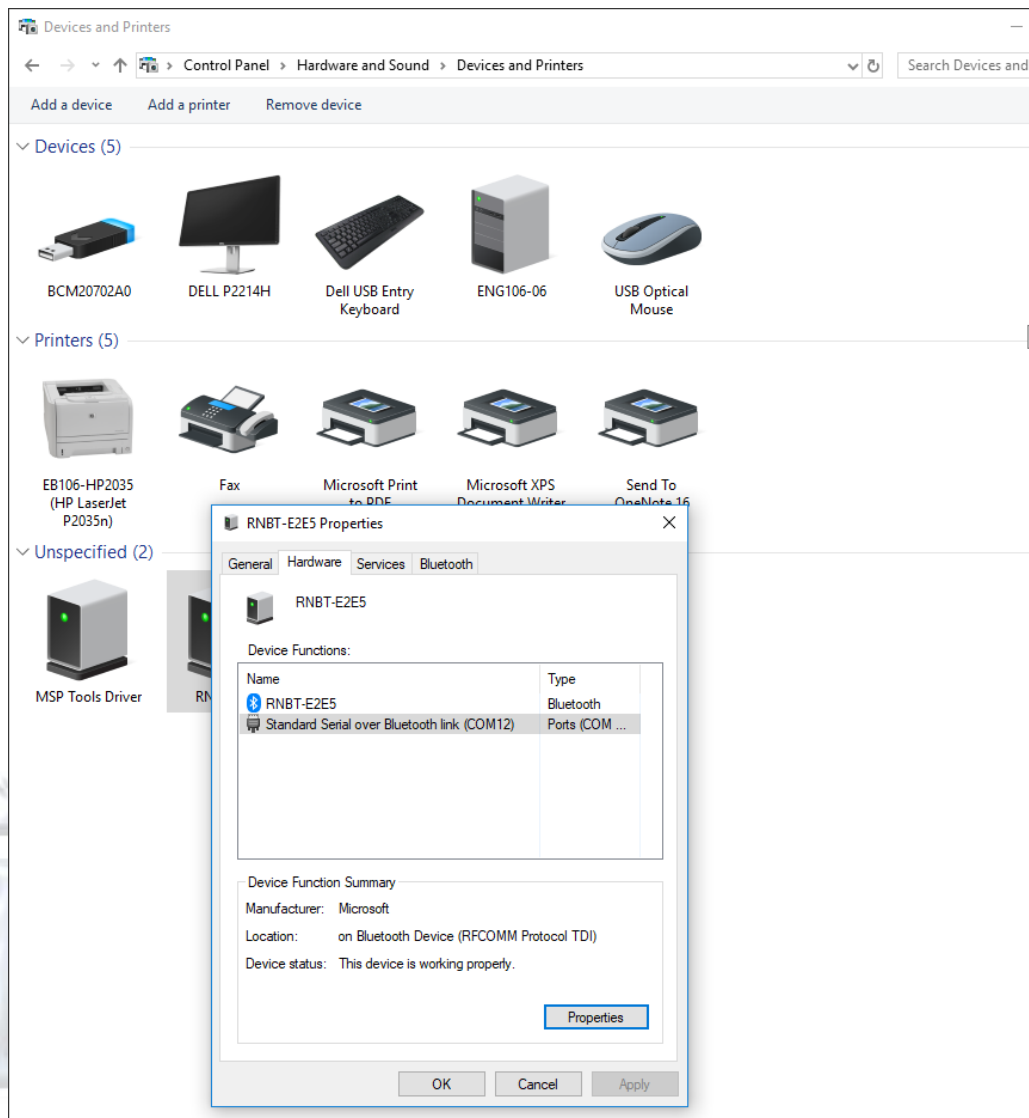 Devices and Printers
Control Panel > Hardware and Sound > Devices and Printers
Search Devices and
Add a device Add a printer Remove device
Devices (5)
BCM20702A0
DELL P2214H
Dell USB Entry
Keyboard
ENG106-06
USB Optical
Mouse
Printers (5)
EB106-HP2035
(HP LaserJet
P2035n)
Fax
Microsoft Print
to PDF
Microsoft XPS
Document Writer
Send To
OneNote 16
Unspecified (2)
MSP Tools Driver
RN
RNBT-E2E5 Properties
General Hardware Services Bluetooth
RNBT-E2E5
Device Functions:
Name Type
RNBT-E2E5 Bluetooth
Standard Serial over Bluetooth link (COM12) Ports (COM ...
Device Function Summary
Manufacturer: Microsoft
Location: on Bluetooth Device (RFCOMM Protocol TDI)
Device status: This device is working properly.
Properties
OK Cancel Apply